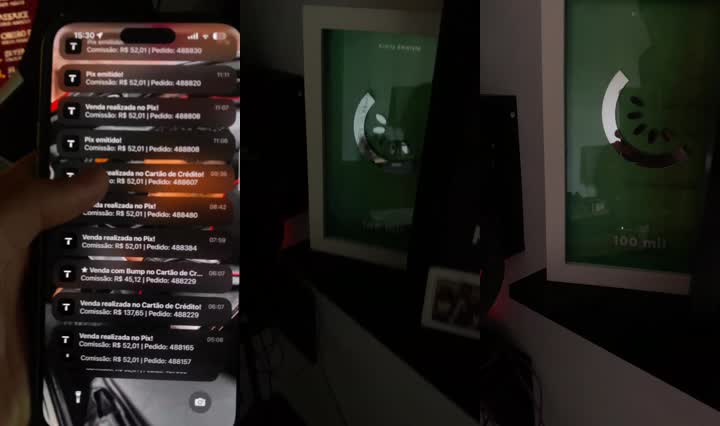 15:30
Pix emitido!
Comissão: R$ 52,01 | Pedido: 488830
Pix emitido!
11:11
Comissão: R$ 52,01 | Pedido: 488820
Venda realizada no Pix!
11:07
Comissão: R$ 52,01 | Pedido: 488808
Pix emitido!
11:06
Comissão: R$ 52,01 | Pedido: 488808
realizada no Cartão de Crédito!
09:38
R$ 52,01 | Pedido: 488607
realizada no Pix!
08:42
R$ 52,01 | Pedido: 488480
Venda realizada no Pix!
07:59
Comissão: R$ 52,01 | Pedido: 488384
★ Venda com Bump no Cartão de Cr...
06:07
Comissão: R$ 45,12 | Pedido: 488229
Venda realizada no Cartão de Crédito!
06:07
Comissão: R$ 137,65 | Pedido: 488229
Venda realizada no Pix!
05:08
Comissão: R$ 52,01 | Pedido: 488165
Comissão: R$ 52,01 | Pedido: 488157
100 mil